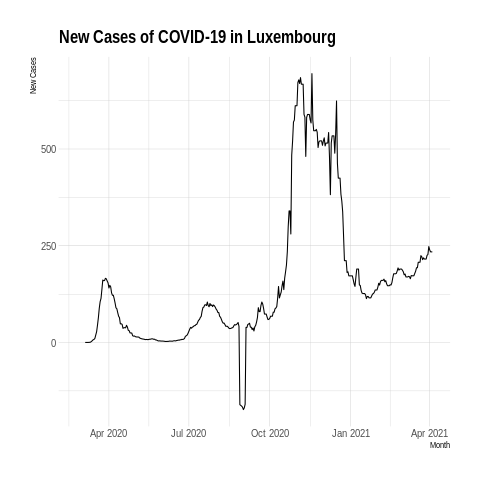 New Cases of COVID-19 in Luxembourg
New Cases
500
250
0
Apr 2020
Jul 2020
Oct 2020
Jan 2021
Apr 2021
Month